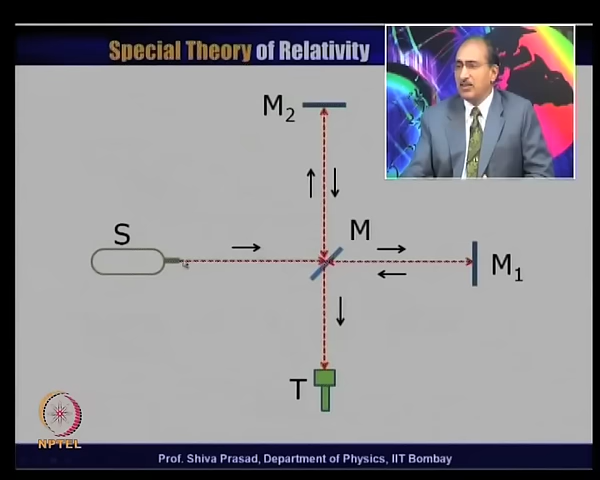 Special Theory of Relativity
M2
S
M
M1
T
NPTEL
Prof. Shiva Prasad, Department of Physics, IIT Bombay